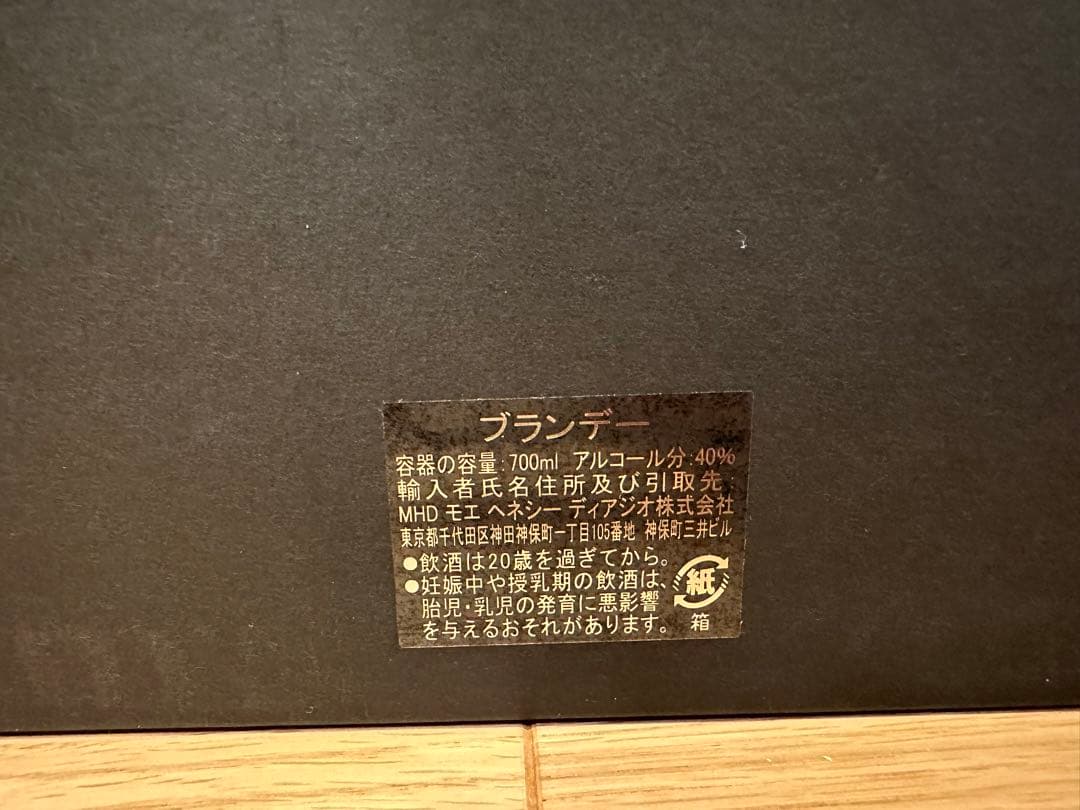 ブランデー
容器の容量:700ml アルコール分:40%
輸入者氏名住所及び引取先:
MHD モエ ヘネシー ディアジオ株式会社
東京都千代田区神田神保町一丁目105番地 神保町三井ビル
●飲酒は20歳を過ぎてから。
●妊娠中や授乳期の飲酒は、
胎児・乳児の発育に悪影響
を与えるおそれがあります。
紙
箱